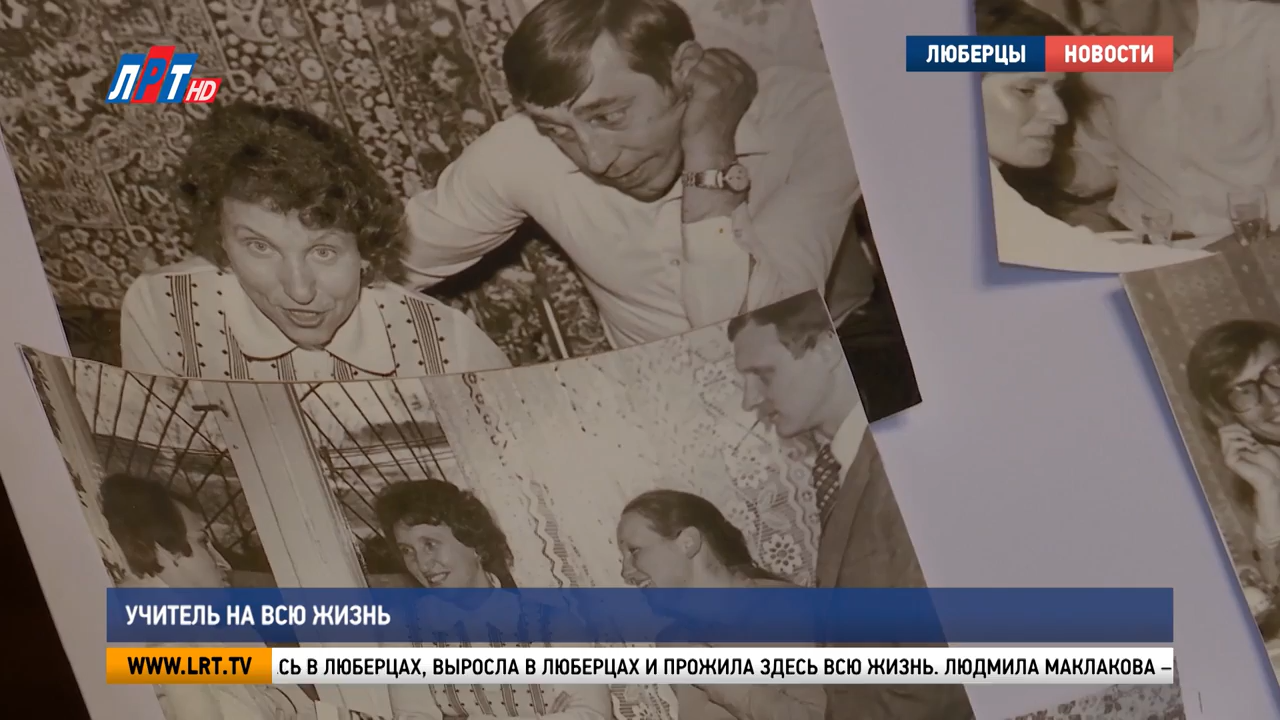 ЛРТ HD
ЛЮБЕРЦЫ НОВОСТИ
УЧИТЕЛЬ НА ВСЮ ЖИЗНЬ
WWW.LRT.TV СЬ В ЛЮБЕРЦАХ, ВЫРОСЛА В ЛЮБЕРЦАХ И ПРОЖИЛА ЗДЕСЬ ВСЮ ЖИЗНЬ. ЛЮДМИЛА МАКЛАКОВА –